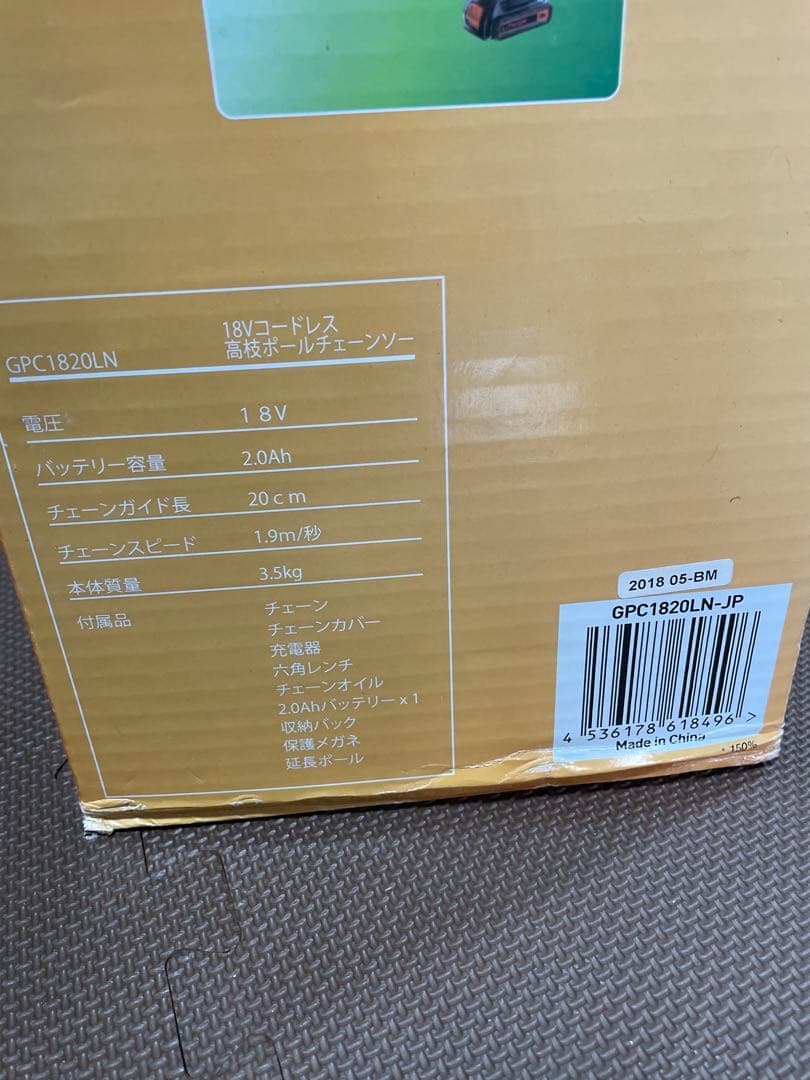 GPC1820LN 18Vコードレス
高枝ポールチェーンソー
電圧 18V
バッテリー容量 2.0Ah
チェーンガイド長 20cm
チェーンスピード 1.9m/秒
本体質量 3.5kg
付属品 チェーン
チェーンカバー
充電器
六角レンチ
チェーンオイル
2.0Ahバッテリー x 1
収納バック
保護メガネ
延長ポール
2018 05-BM
GPC1820LN-JP
4 536178 618496 >
Made in China
* 150%